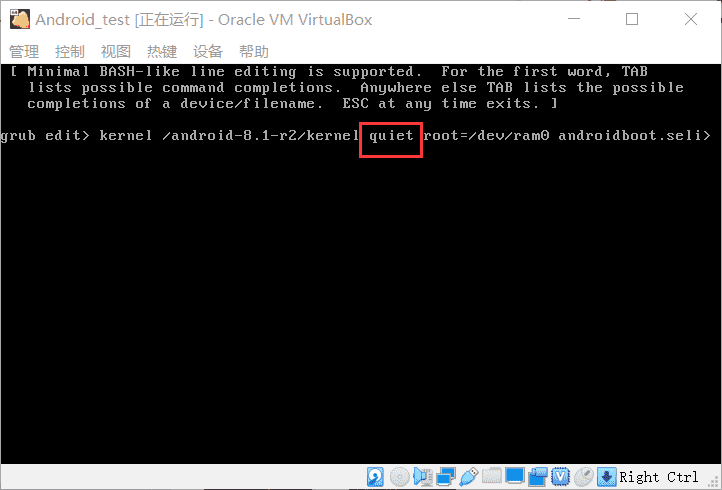 Android_test [正在运行] - Oracle VM VirtualBox
管理 控制 视图 热键 设备 帮助
[ Minimal BASH-like line editing is supported. For the first word, TAB
lists possible command completions. Anywhere else TAB lists the possible
completions of a device/filename. ESC at any time exits. ]
grub edit> kernel /android-8.1-r2/kernel quiet root=/dev/ram0 androidboot.seli>
Right Ctrl